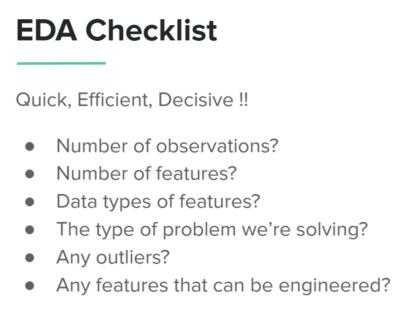 EDA Checklist
Quick, Efficient, Decisive !!
● Number of observations?
● Number of features?
● Data types of features?
● The type of problem we’re solving?
● Any outliers?
● Any features that can be engineered?